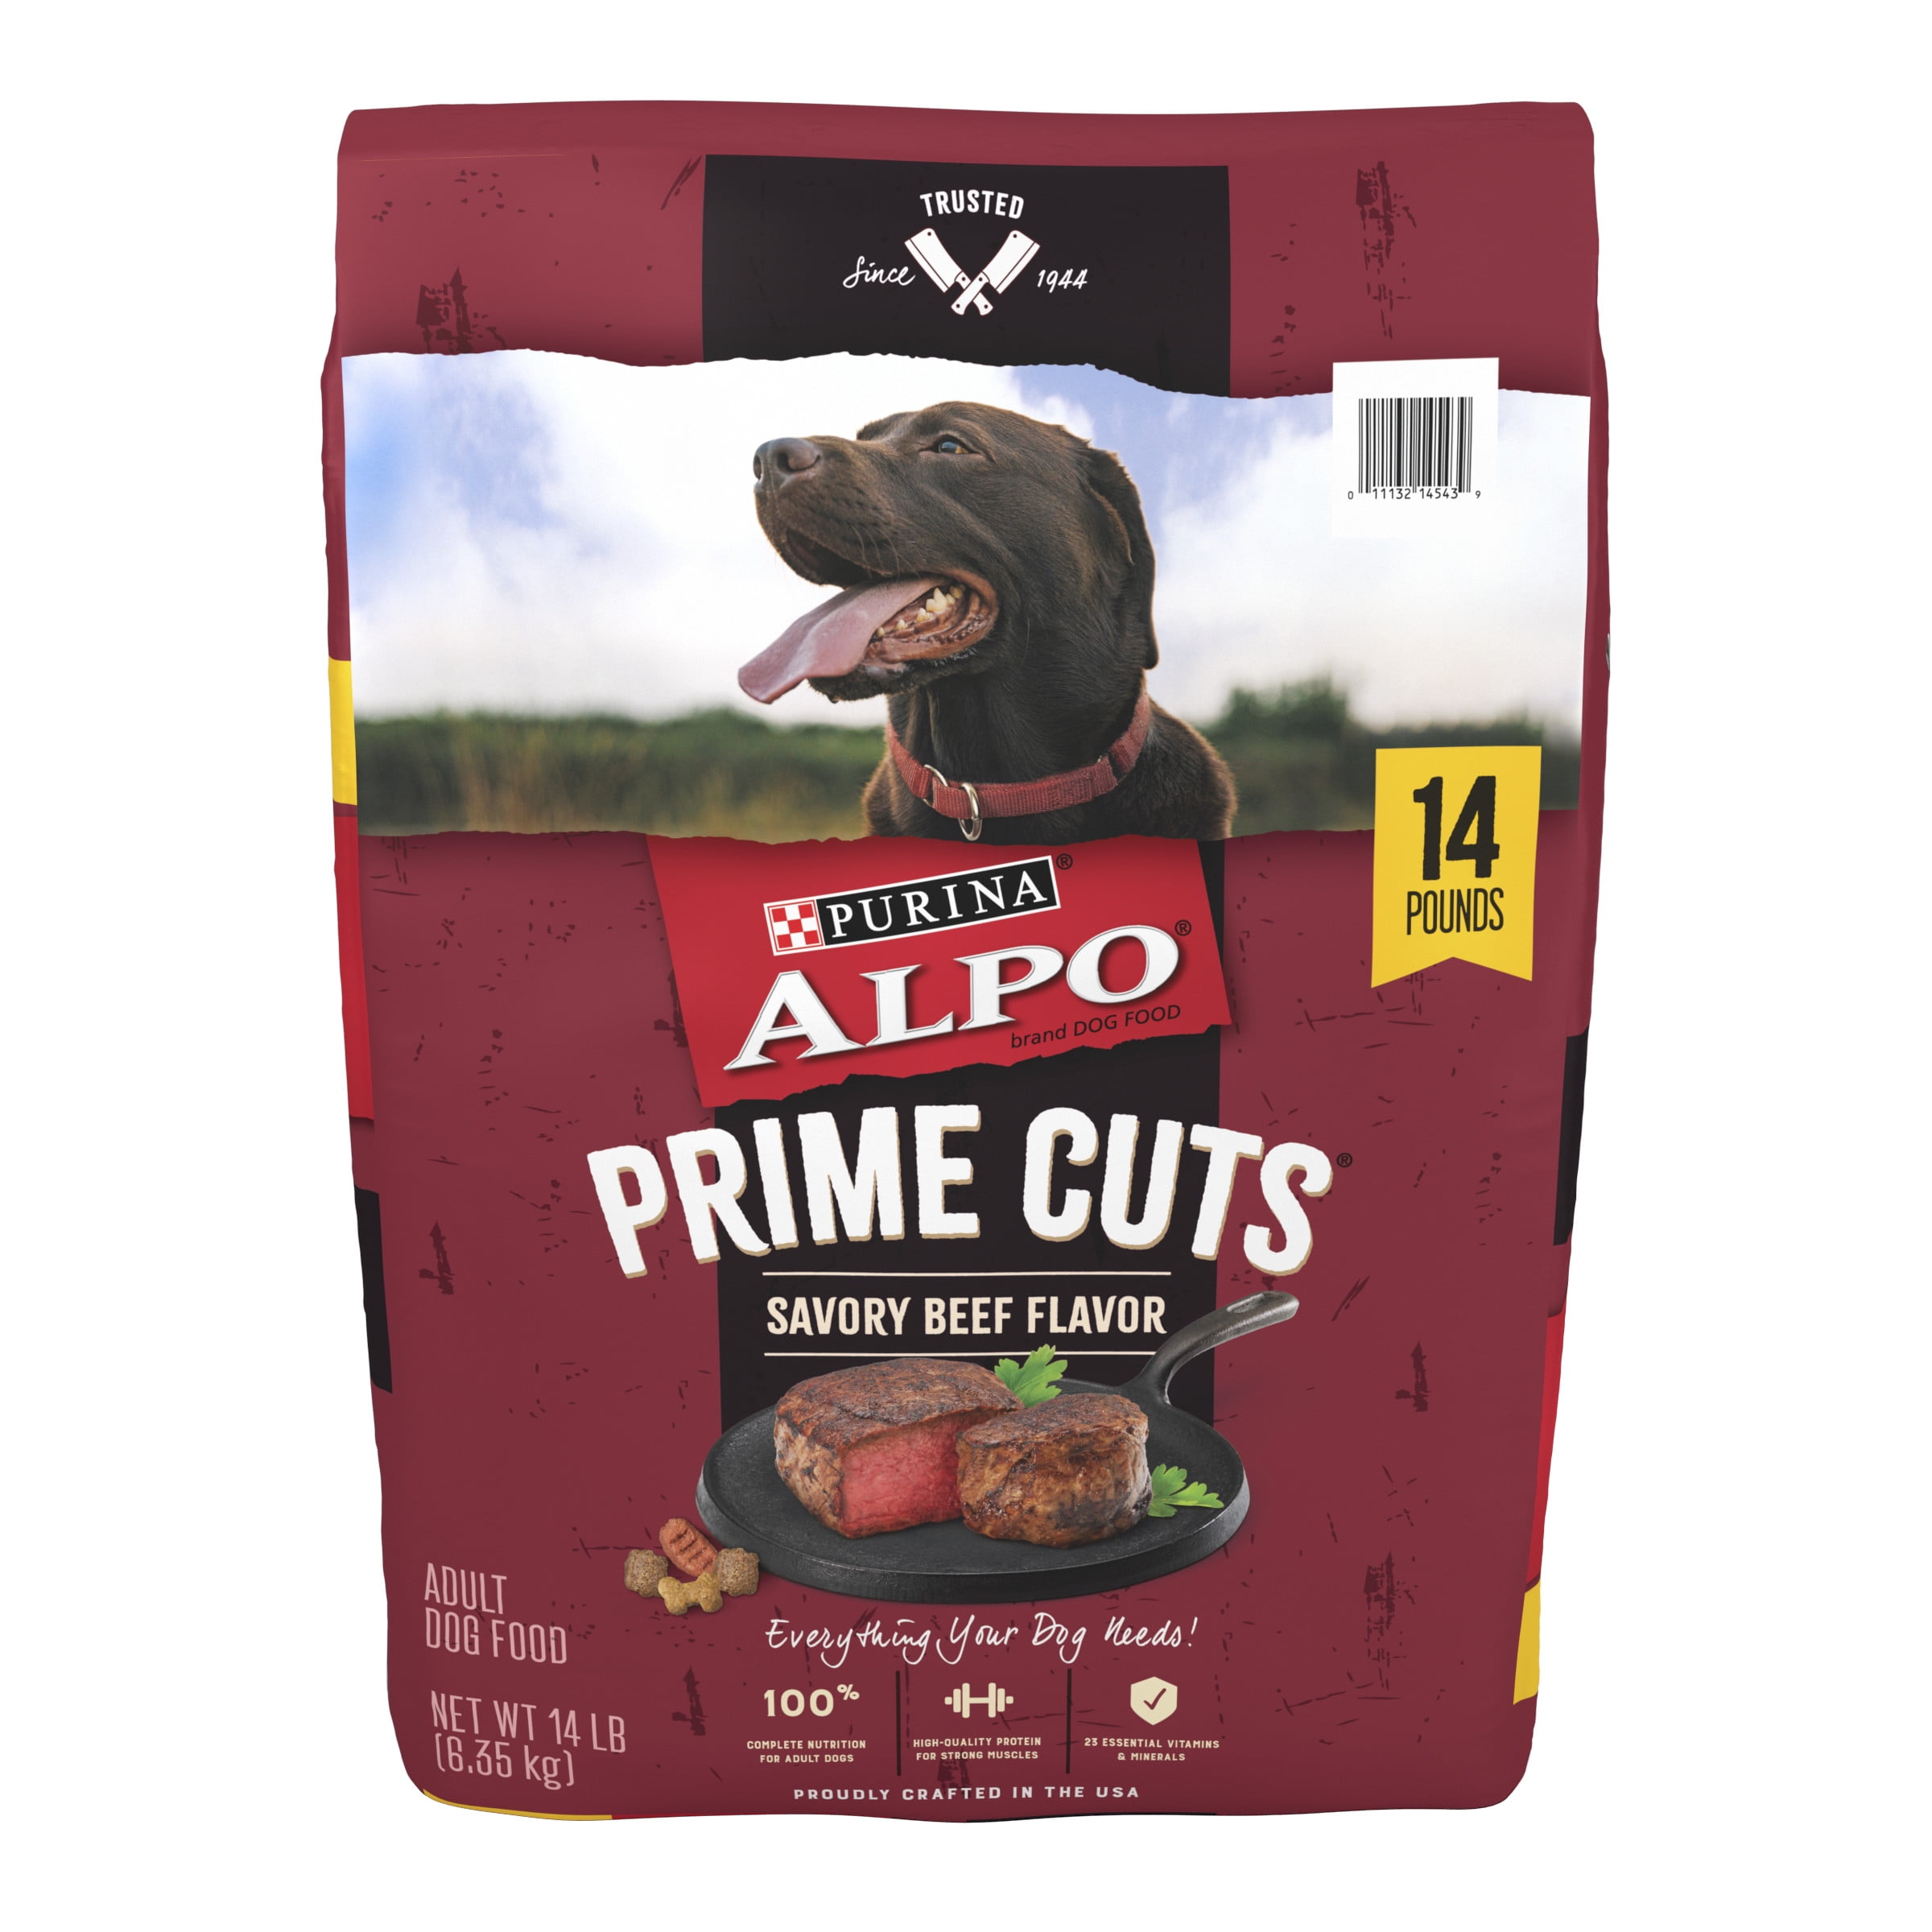 TRUSTED
Since 1944
0 11132 14543 9
14
POUNDS
PURINA®
ALPO®
brand DOG FOOD
PRIME CUTS®
SAVORY BEEF FLAVOR
ADULT
DOG FOOD
NET WT 14 LB
(6.35 kg)
Everything Your Dog Needs!
100%
COMPLETE NUTRITION
FOR ADULT DOGS
HIGH-QUALITY PROTEIN
FOR STRONG MUSCLES
23 ESSENTIAL VITAMINS
& MINERALS
PROUDLY CRAFTED IN THE USA